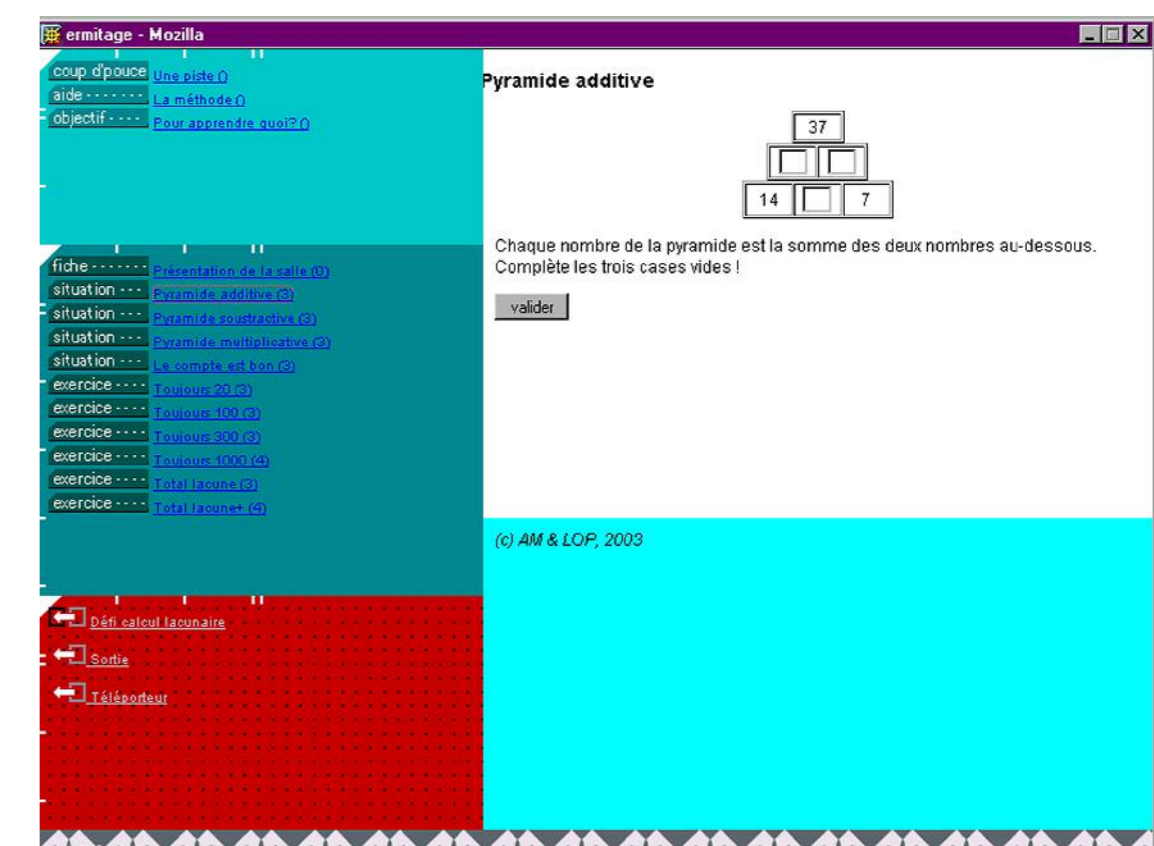 ermitage - Mozilla
coup d'pouce Une piste ()
aide ······· La méthode ()
objectif ···· Pour apprendre quoi? ()
Pyramide additive
37
14 7
Chaque nombre de la pyramide est la somme des deux nombres au-dessous.
Complète les trois cases vides !
valider
fiche ······· Présentation de la salle (0)
situation ··· Pyramide additive (3)
situation ··· Pyramide soustractive (3)
situation ··· Pyramide multiplicative (3)
situation ··· Le compte est bon (3)
exercice ···· Toujours 20 (3)
exercice ···· Toujours 100 (3)
exercice ···· Toujours 300 (3)
exercice ···· Toujours 1000 (4)
exercice ···· Total lacune (3)
exercice ···· Total lacune+ (4)
(c) AM & LOP, 2003
Défi calcul lacunaire
Sortie
Téléporteur